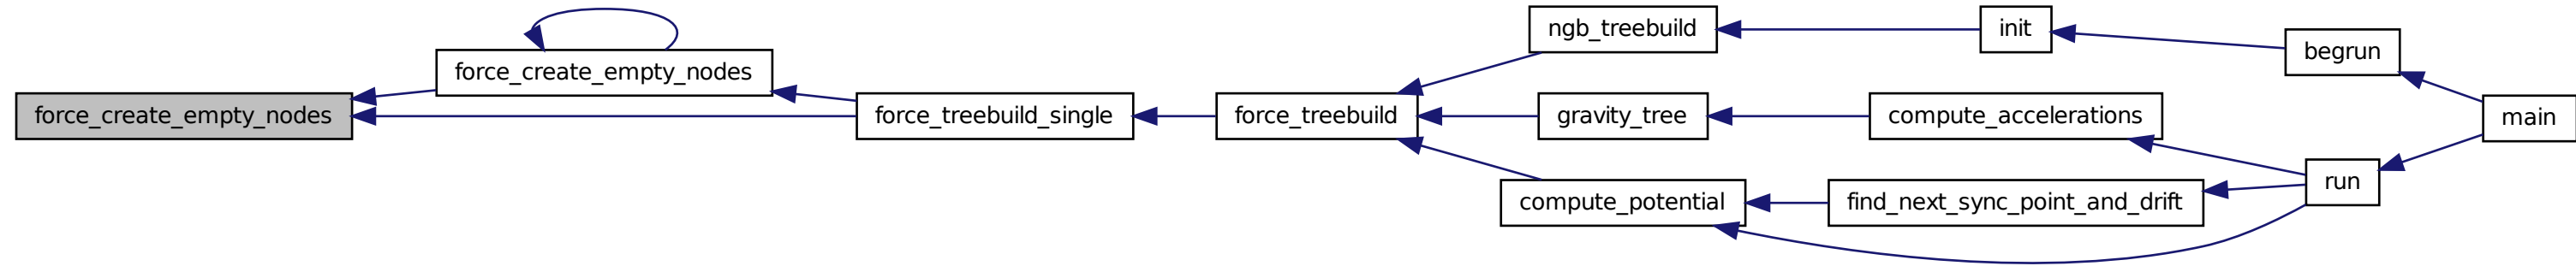 force_create_empty_nodes
force_create_empty_nodes
force_treebuild_single
force_treebuild
ngb_treebuild
gravity_tree
compute_potential
init
compute_accelerations
find_next_sync_point_and_drift
begrun
run
main